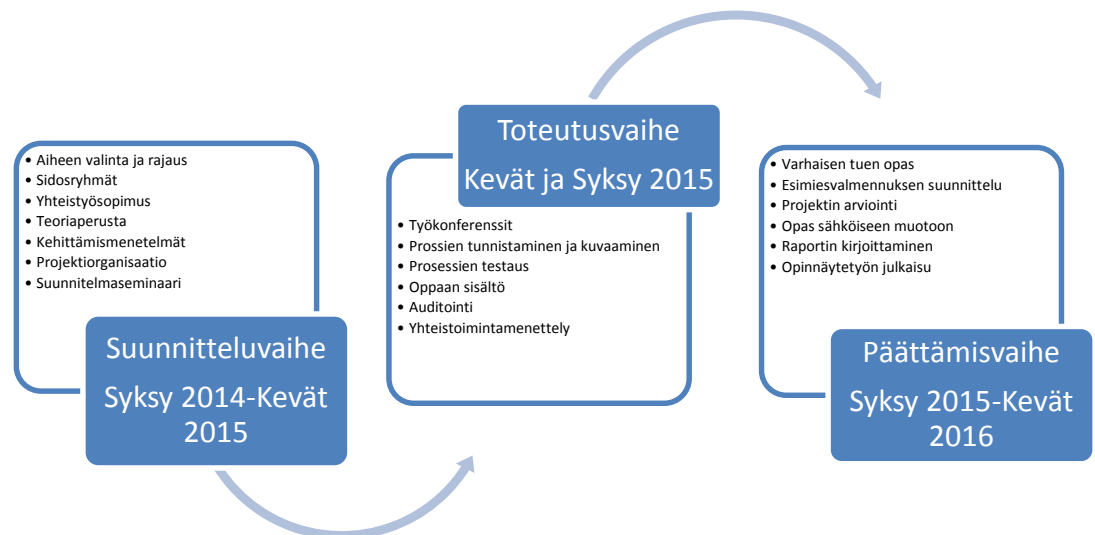 • Aiheen valinta ja rajaus
• Sidosryhmät
• Yhteistyösopimus
• Teoriaperusta
• Kehittämismenetelmät
• Projektiorganisaatio
• Suunnitelmaseminaari
Suunnitteluvaihe
Syksy 2014-Kevät
2015
Toteutusvaihe
Kevät ja Syksy 2015
• Työkonferenssit
• Prossien tunnistaminen ja kuvaaminen
• Prosessien testaus
• Oppaan sisältö
• Auditointi
• Yhteistoimintamenettely
• Varhaisen tuen opas
• Esimiesvalmennuksen suunnittelu
• Projektin arviointi
• Opas sähköiseen muotoon
• Raportin kirjoittaminen
• Opinnäytetyön julkaisu
Päättämisvaihe
Syksy 2015-Kevät
2016